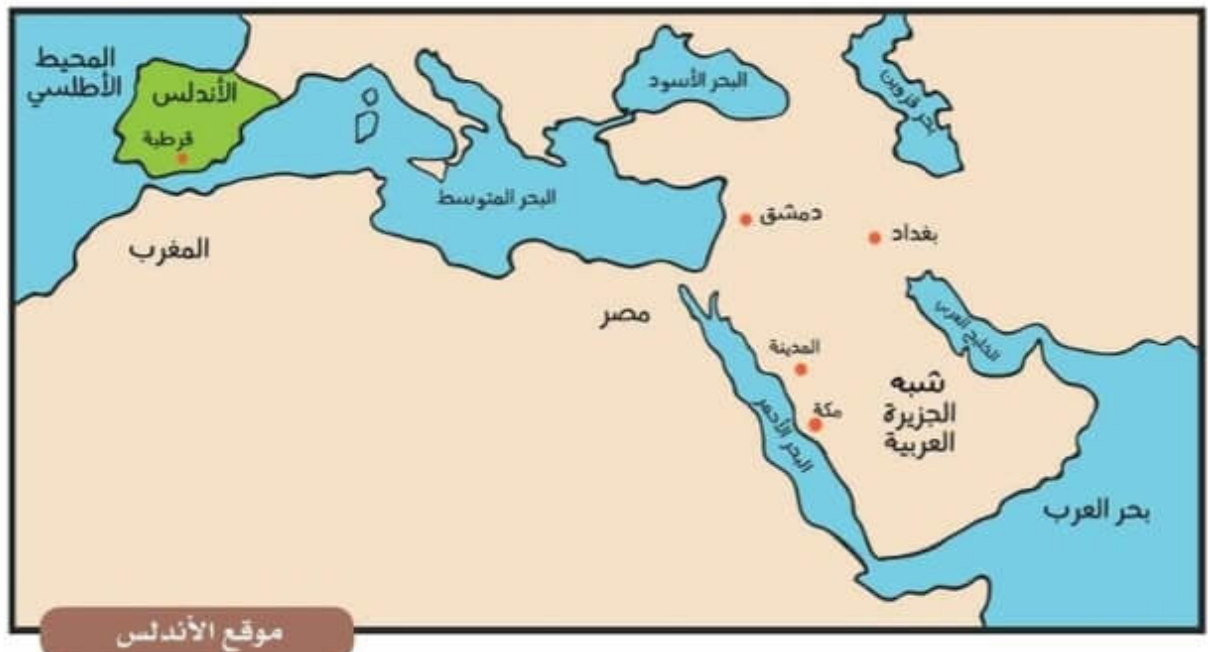 المحيط
الأطلسي
الأندلس
قرطبة
البحر الأسود
بحر قزوين
البحر المتوسط
دمشق
بغداد
المغرب
مصر
الخليج العربي
المدينة
مكة
البحر الأحمر
شبه
الجزيرة
العربية
بحر العرب
موقع الأندلس